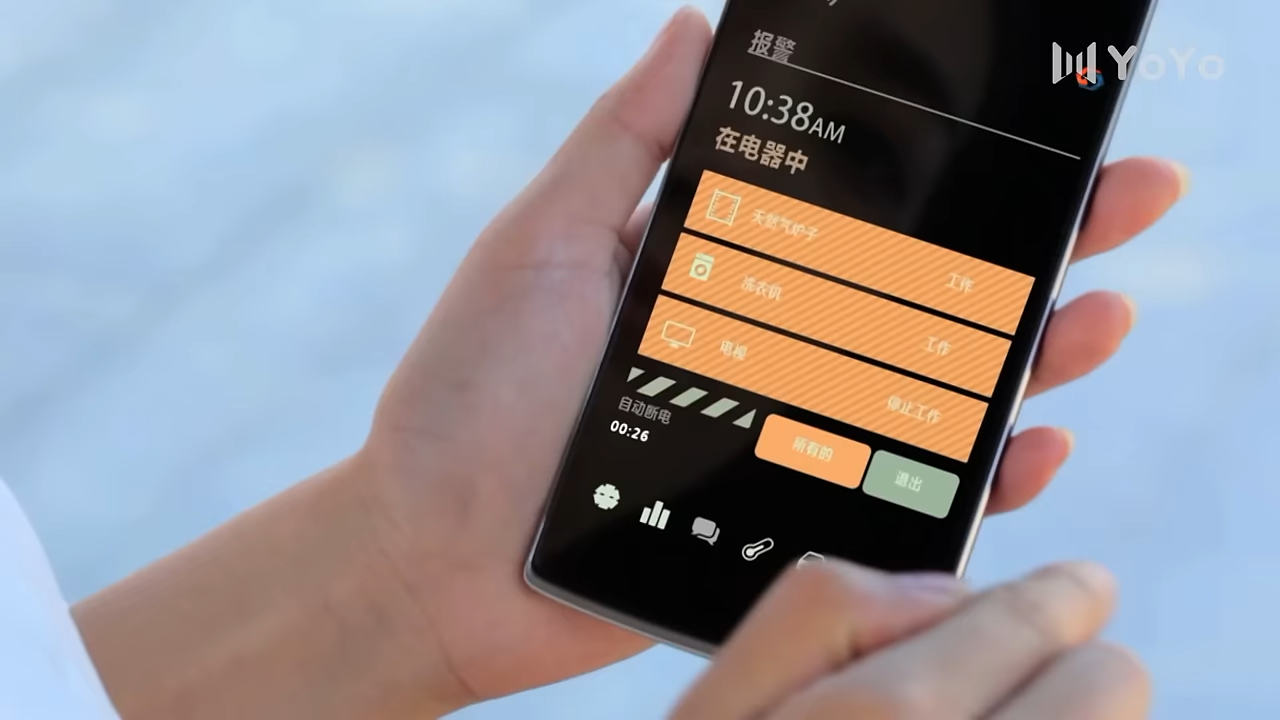 YoYo
报警
10:38AM
在电器中
天然气炉子 工作
洗衣机 工作
电视 停止工作
自动断电
00:26
所有的
退出